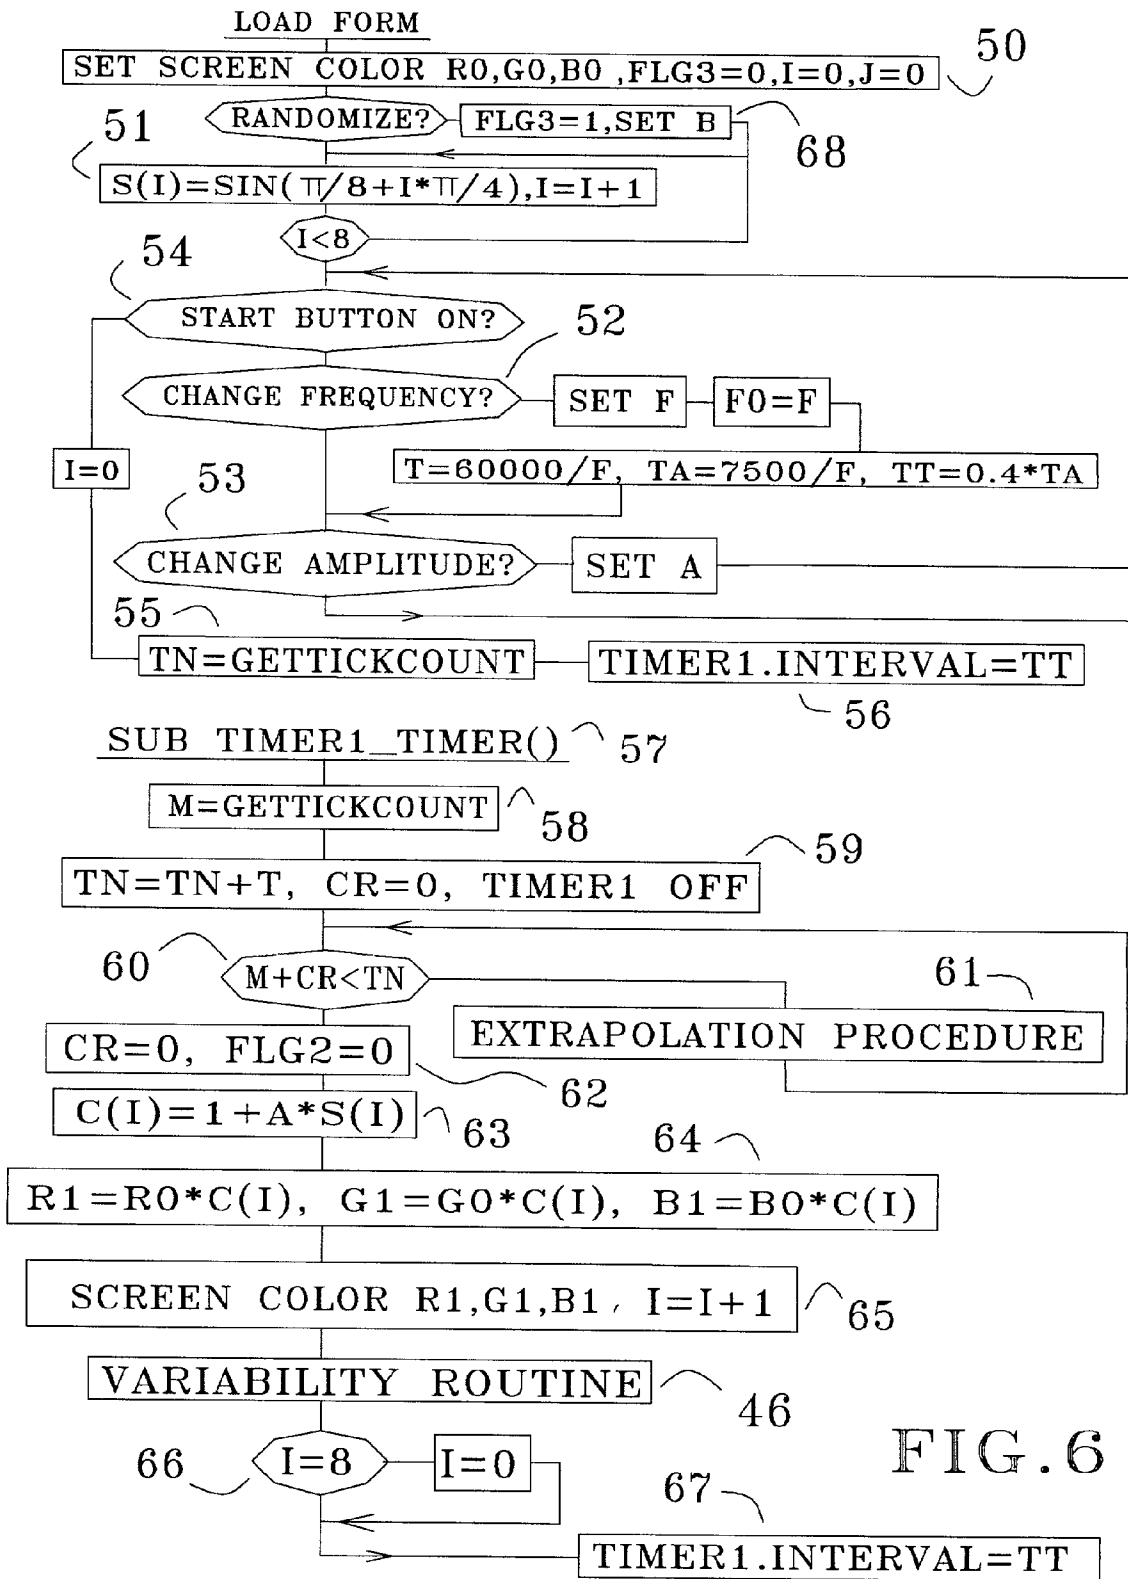 LOAD FORM
SET SCREEN COLOR R0,G0,B0 ,FLG3=0,I=0,J=0
50
RANDOMIZE?
FLG3=1,SET B
68
51
S(I)=SIN(π/8+I*π/4),I=I+1
I<8
54
START BUTTON ON?
52
CHANGE FREQUENCY?
SET F
F0=F
I=0
T=60000/F, TA=7500/F, TT=0.4*TA
53
CHANGE AMPLITUDE?
SET A
55
TN=GETTICKCOUNT
TIMER1.INTERVAL=TT
56
SUB TIMER1_TIMER()
57
M=GETTICKCOUNT
58
59
TN=TN+T, CR=0, TIMER1 OFF
60
M+CR<TN
61
EXTRAPOLATION PROCEDURE
CR=0, FLG2=0
62
C(I)=1+A*S(I)
63
64
R1=R0*C(I), G1=G0*C(I), B1=B0*C(I)
SCREEN COLOR R1,G1,B1, I=I+1
65
VARIABILITY ROUTINE
46
66
I=8
I=0
FIG.6
67
TIMER1.INTERVAL=TT